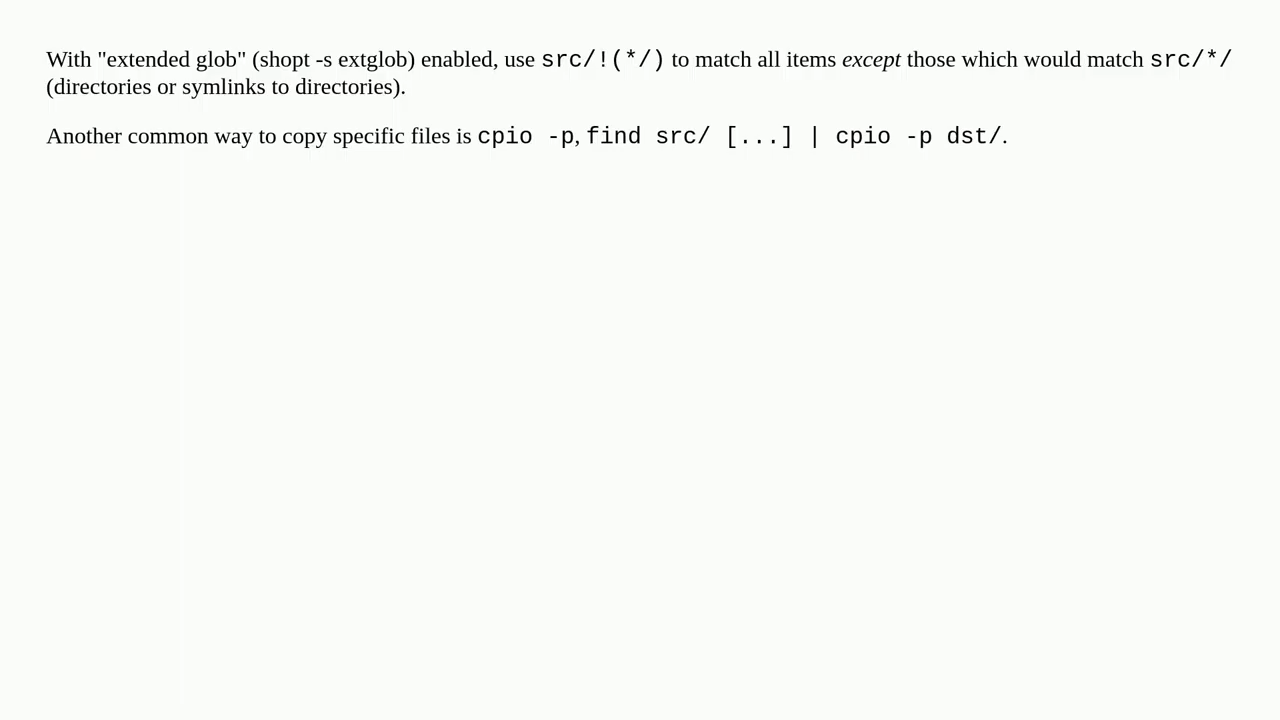 With "extended glob" (shopt -s extglob) enabled, use src/!(*/) to match all items except those which would match src/*/
(directories or symlinks to directories).
Another common way to copy specific files is cpio -p, find src/ [...] | cpio -p dst/.